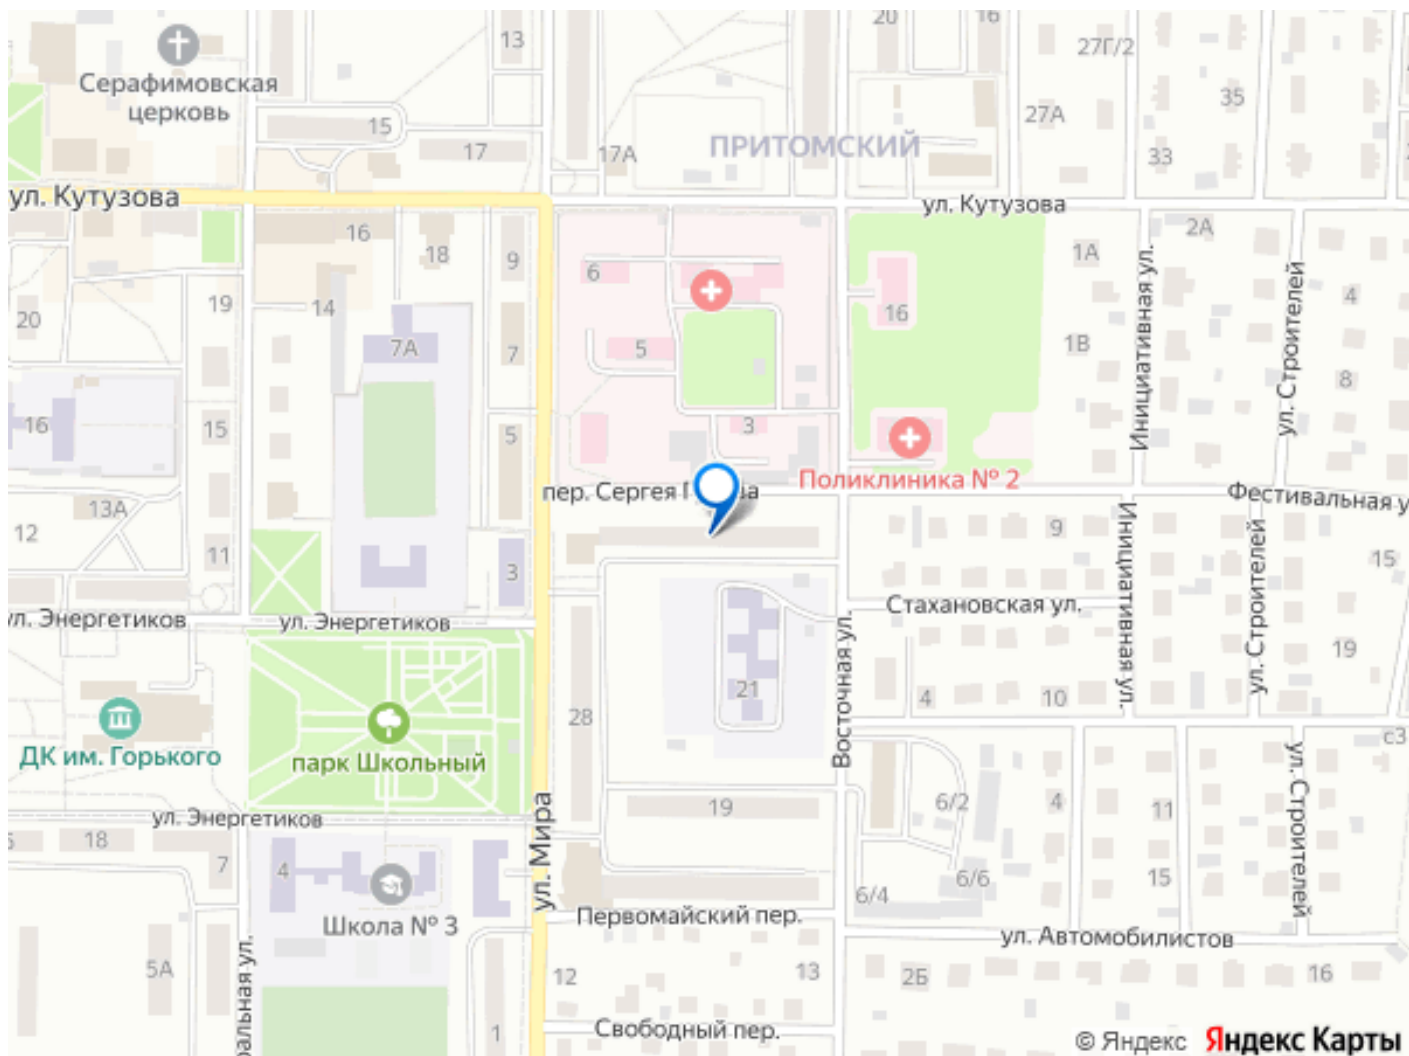 13
20
16
27Г/2
Серафимовская
церковь
35
27А
15
ПРИТОМСКИЙ
17
17А
33
ул. Кутузова
ул. Кутузова
2А
16
18
9
1А
Инициативная ул.
ул. Строителей
6
19
14
4
20
16
7А
7
5
1В
8
16
15
5
3
Поликлиника № 2
пер. Сергея
Фестивальная у
13А
12
11
3
9
Инициативная ул.
ул. Строителей
15
ул. Энергетиков
ул. Энергетиков
Стахановская ул.
Восточная ул.
19
21
4
10
28
ДК им. Горького
парк Школьный
с3
ул. Строителей
ул. Мира
19
6/2
4
11
ул. Энергетиков
18
7
4
6/4
6/6
15
Школа № 3
Первомайский пер.
ул. Автомобилистов
5А
12
13
2Б
16
1
Свободный пер.
© Яндекс Яндекс Карты